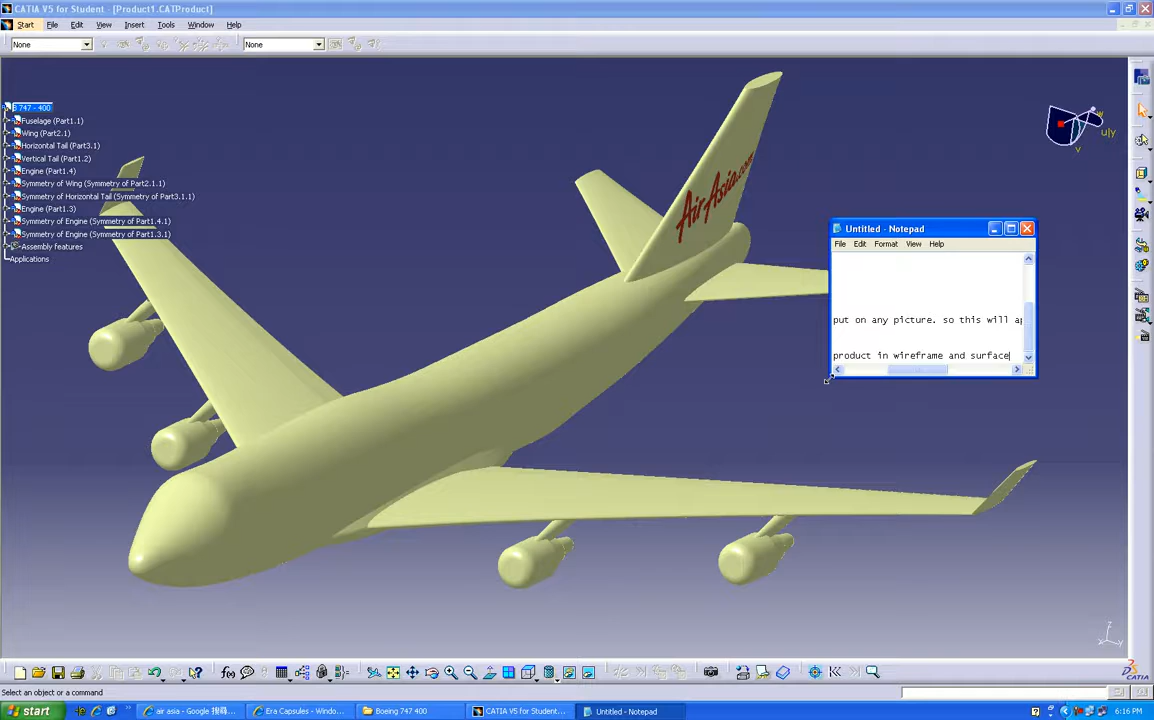 CATIA V5 for Student - [Product1.CATProduct]
Start File Edit View Insert Tools Window Help
None None
B 747 - 400
Fuselage (Part1.1)
Wing (Part2.1)
Horizontal Tail (Part3.1)
Vertical Tail (Part1.2)
Engine (Part1.4)
Symmetry of Wing (Symmetry of Part2.1.1)
Symmetry of Horizontal Tail (Symmetry of Part3.1.1)
Engine (Part1.3)
Symmetry of Engine (Symmetry of Part1.4.1)
Symmetry of Engine (Symmetry of Part1.3.1)
Assembly features
Applications
AirAsia.com
w
u|y
v
Untitled - Notepad
File Edit Format View Help
put on any picture. so this will ap
product in wireframe and surface
z
x y
f(x)
CATIA
Select an object or a command
start air asia - Google 搜尋... Era Capsules - Windo... Boeing 747 400 CATIA V5 for Student... Untitled - Notepad 6:16 PM